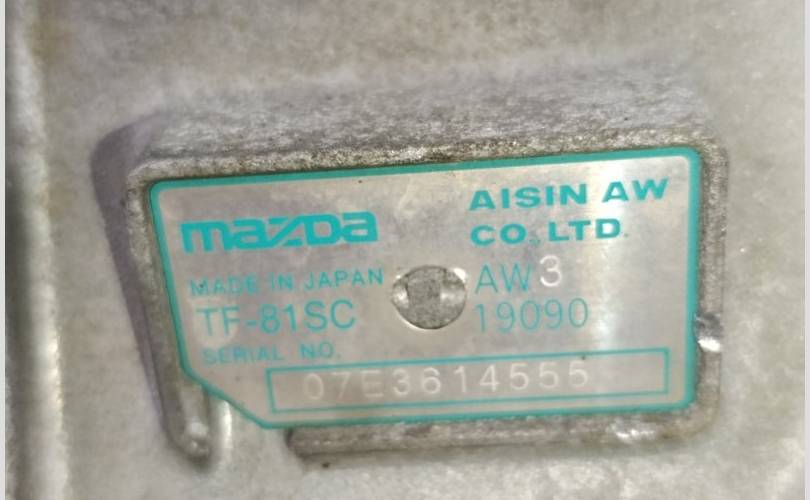 mazda
AISIN AW
CO., LTD.
MADE IN JAPAN
AW3
TF-81SC
19090
SERIAL NO.
07E3614555